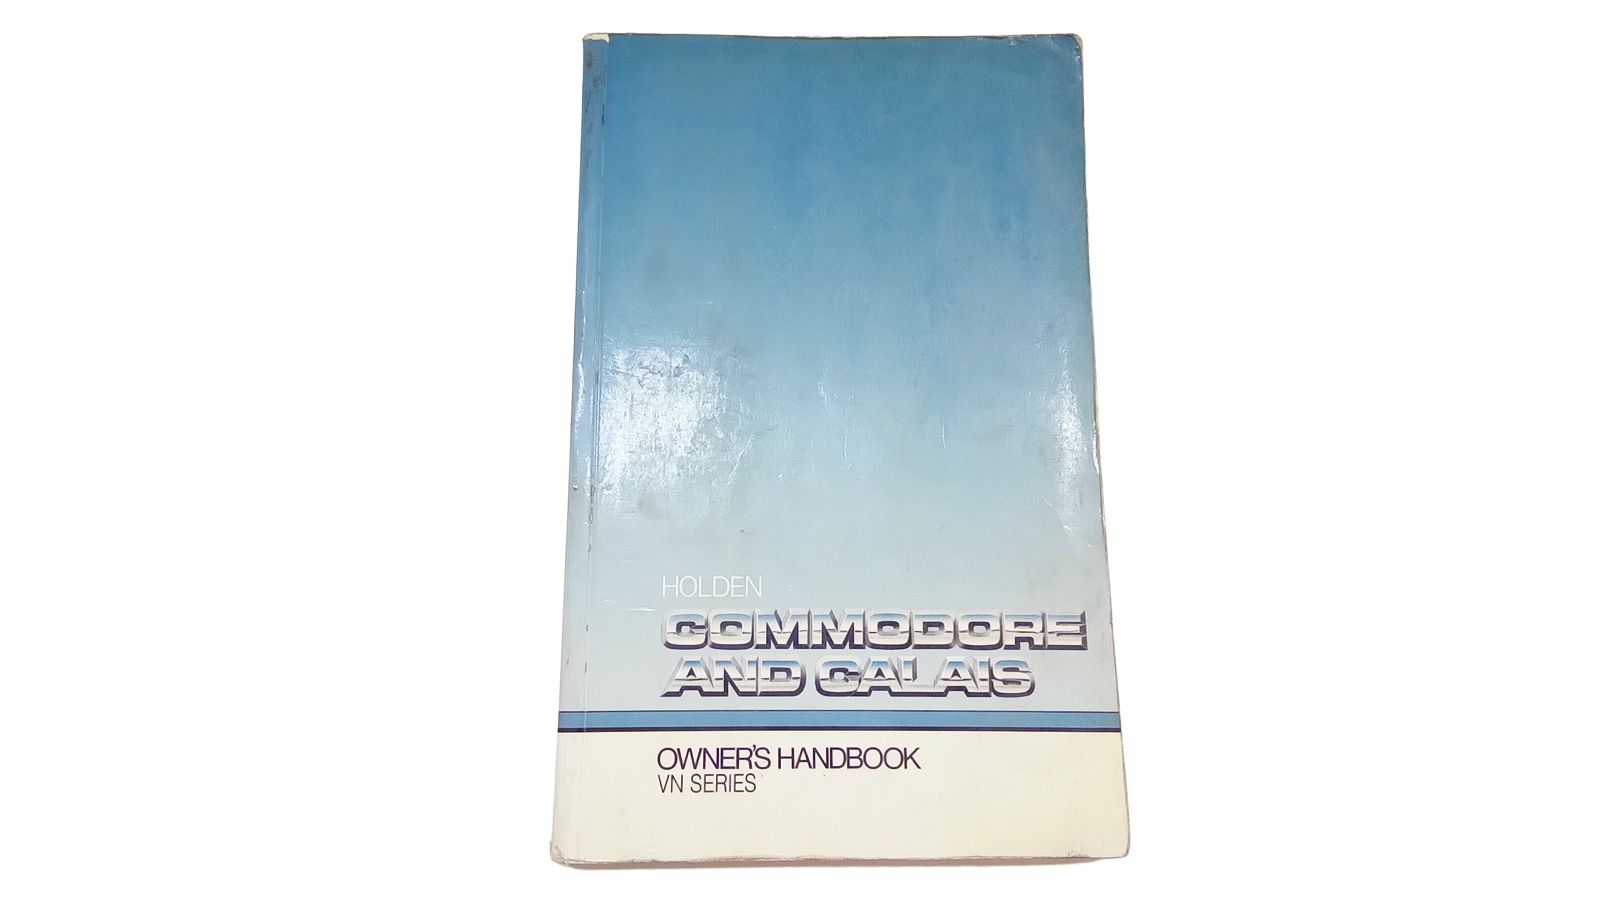 HOLDEN
COMMODORE
AND CALAIS
OWNER'S HANDBOOK
VN SERIES